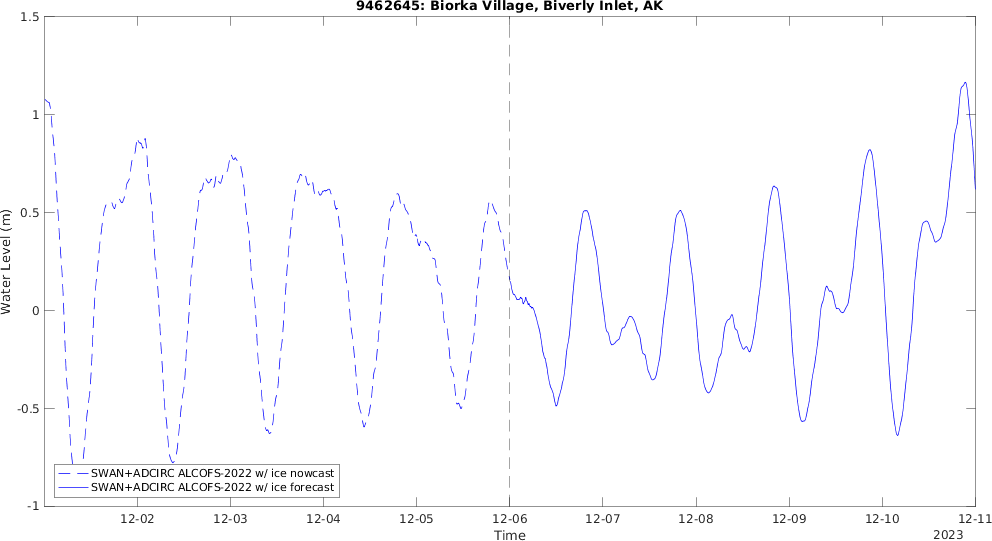 9462645: Biorka Village, Biverly Inlet, AK
1.5
1
0.5
0
-0.5
-1
Water Level (m)
SWAN+ADCIRC ALCOFS-2022 w/ ice nowcast
SWAN+ADCIRC ALCOFS-2022 w/ ice forecast
12-02 12-03 12-04 12-05 12-06 12-07 12-08 12-09 12-10 12-11
Time
2023